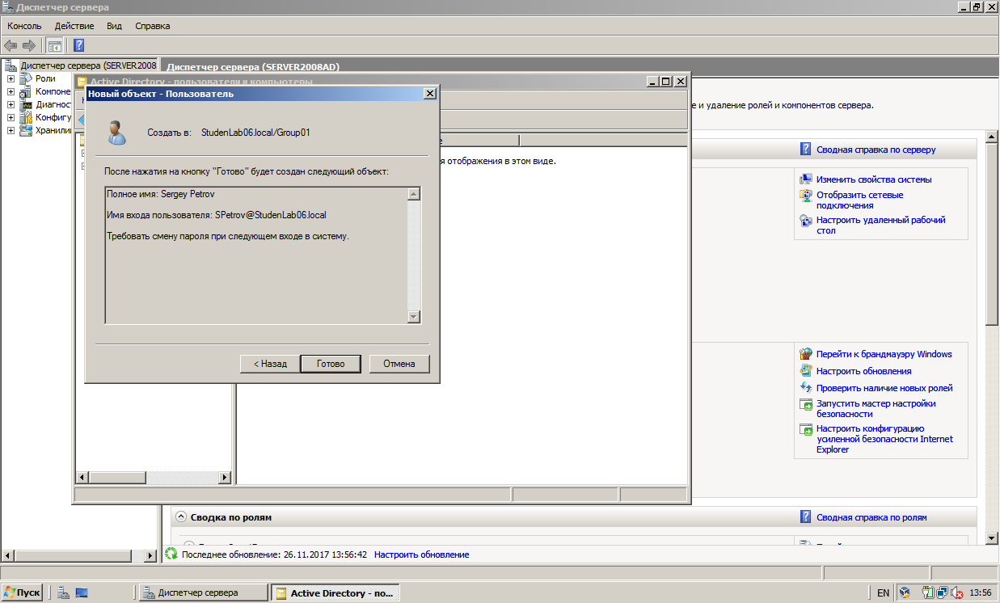 Диспетчер сервера
Консоль Действие Вид Справка
Диспетчер сервера (SERVER2008
Роли
Компоне
Диагнос
Конфигу
Хранили
Диспетчер сервера (SERVER2008AD)
Active Directory - пользователи и компьютеры
Новый объект - Пользователь
Создать в: StudenLab06.local/Group01
После нажатия на кнопку "Готово" будет создан следующий объект:
Полное имя: Sergey Petrov
Имя входа пользователя: SPetrov@StudenLab06.local
Требовать смену пароля при следующем входе в систему.
< Назад Готово Отмена
я отображения в этом виде.
е и удаление ролей и компонентов сервера.
Сводная справка по серверу
Изменить свойства системы
Отобразить сетевые
подключения
Настроить удаленный рабочий
стол
Перейти к брандмауэру Windows
Настроить обновления
Проверить наличие новых ролей
Запустить мастер настройки
безопасности
Настроить конфигурацию
усиленной безопасности Internet
Explorer
Сводка по ролям
Сводная справка по ролям
Последнее обновление: 26.11.2017 13:56:42 Настроить обновление
Пуск
Диспетчер сервера
Active Directory - по...
EN
13:56